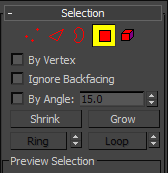 - Selection
By Vertex
Ignore Backfacing
By Angle: 15.0
Shrink Grow
Ring Loop
Preview Selection